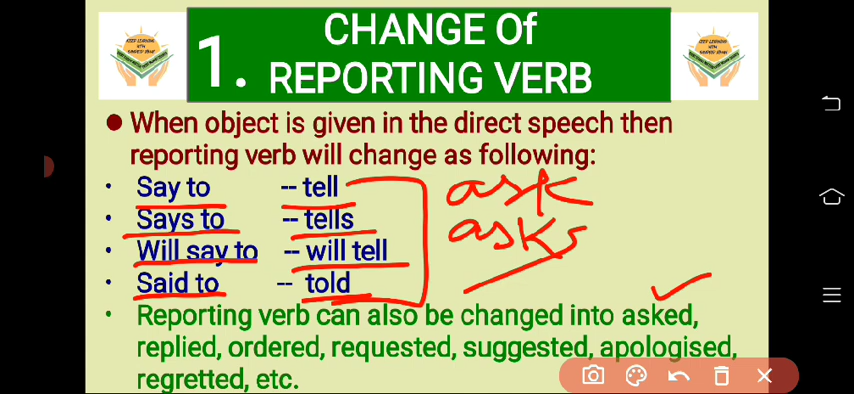 1.
CHANGE Of
REPORTING VERB
● When object is given in the direct speech then
reporting verb will change as following:
• Say to -- tell
• Says to -- tells
• Will say to -- will tell
• Said to -- told
ask
asks
• Reporting verb can also be changed into asked,
replied, ordered, requested, suggested, apologised,
regretted, etc.